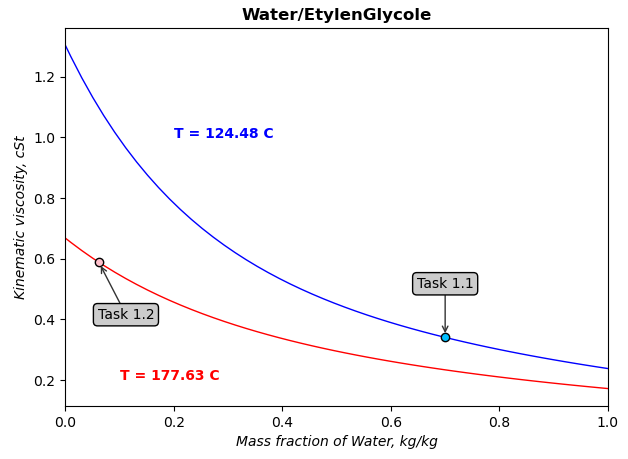 Water/EtylenGlycole
Kinematic viscosity, cSt
1.2
1.0
0.8
0.6
0.4
0.2
T = 124.48 C
Task 1.1
Task 1.2
T = 177.63 C
0.0 0.2 0.4 0.6 0.8 1.0
Mass fraction of Water, kg/kg